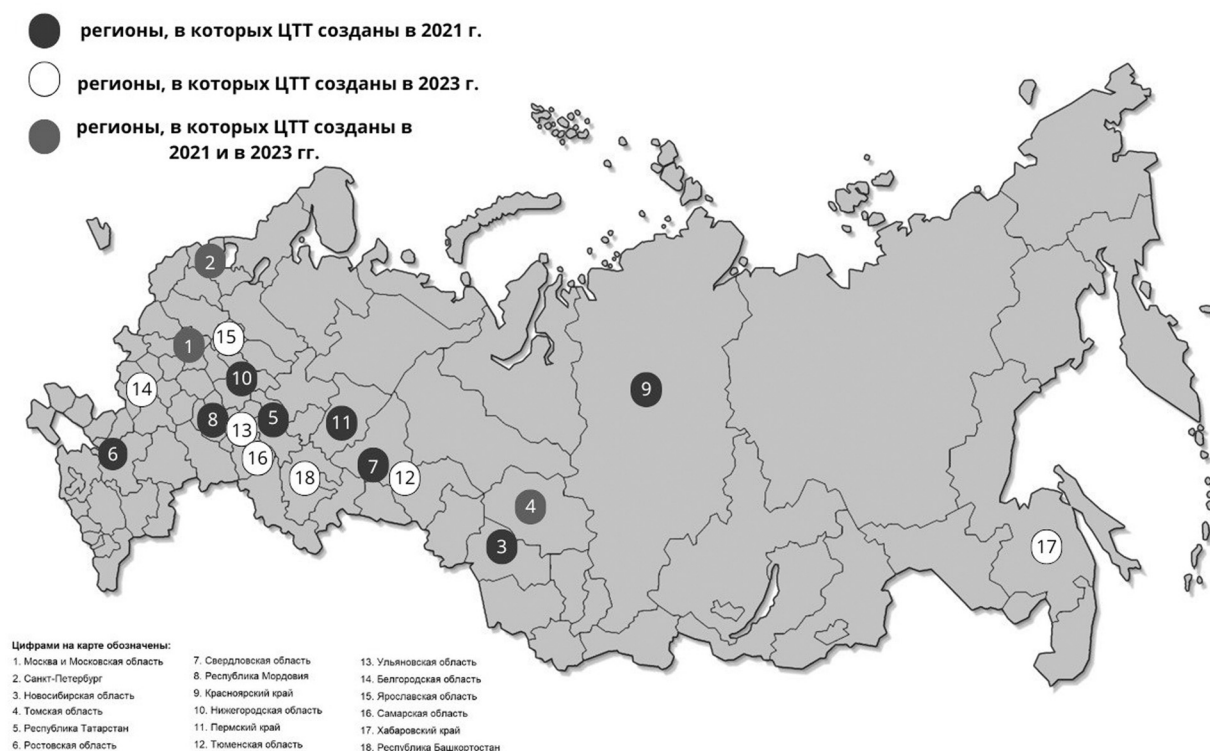 регионы, в которых ЦТТ созданы в 2021 г.
регионы, в которых ЦТТ созданы в 2023 г.
регионы, в которых ЦТТ созданы в
2021 и в 2023 гг.
2
1
15
14
10
8
5
13
11
6
16
7
18
12
9
4
3
17
Цифрами на карте обозначены:
1. Москва и Московская область
2. Санкт-Петербург
3. Новосибирская область
4. Томская область
5. Республика Татарстан
6. Ростовская область
7. Свердловская область
8. Республика Мордовия
9. Красноярский край
10. Нижегородская область
11. Пермский край
12. Тюменская область
13. Ульяновская область
14. Белгородская область
15. Ярославская область
16. Самарская область
17. Хабаровский край
18. Республика Башкортостан